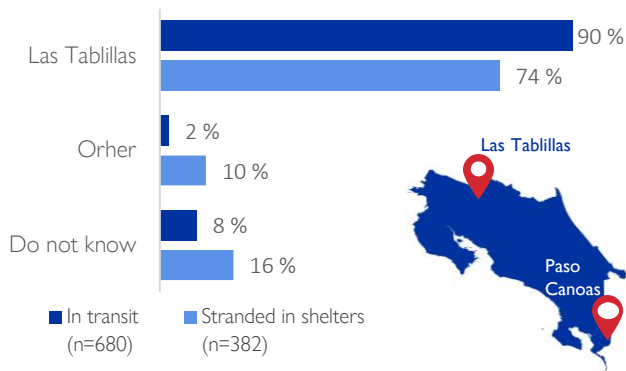 Las Tablillas
90 %
74 %
Orher
2 %
10 %
Do not know
8 %
16 %
In transit
(n=680)
Stranded in shelters
(n=382)
Las Tablillas
Paso
Canoas